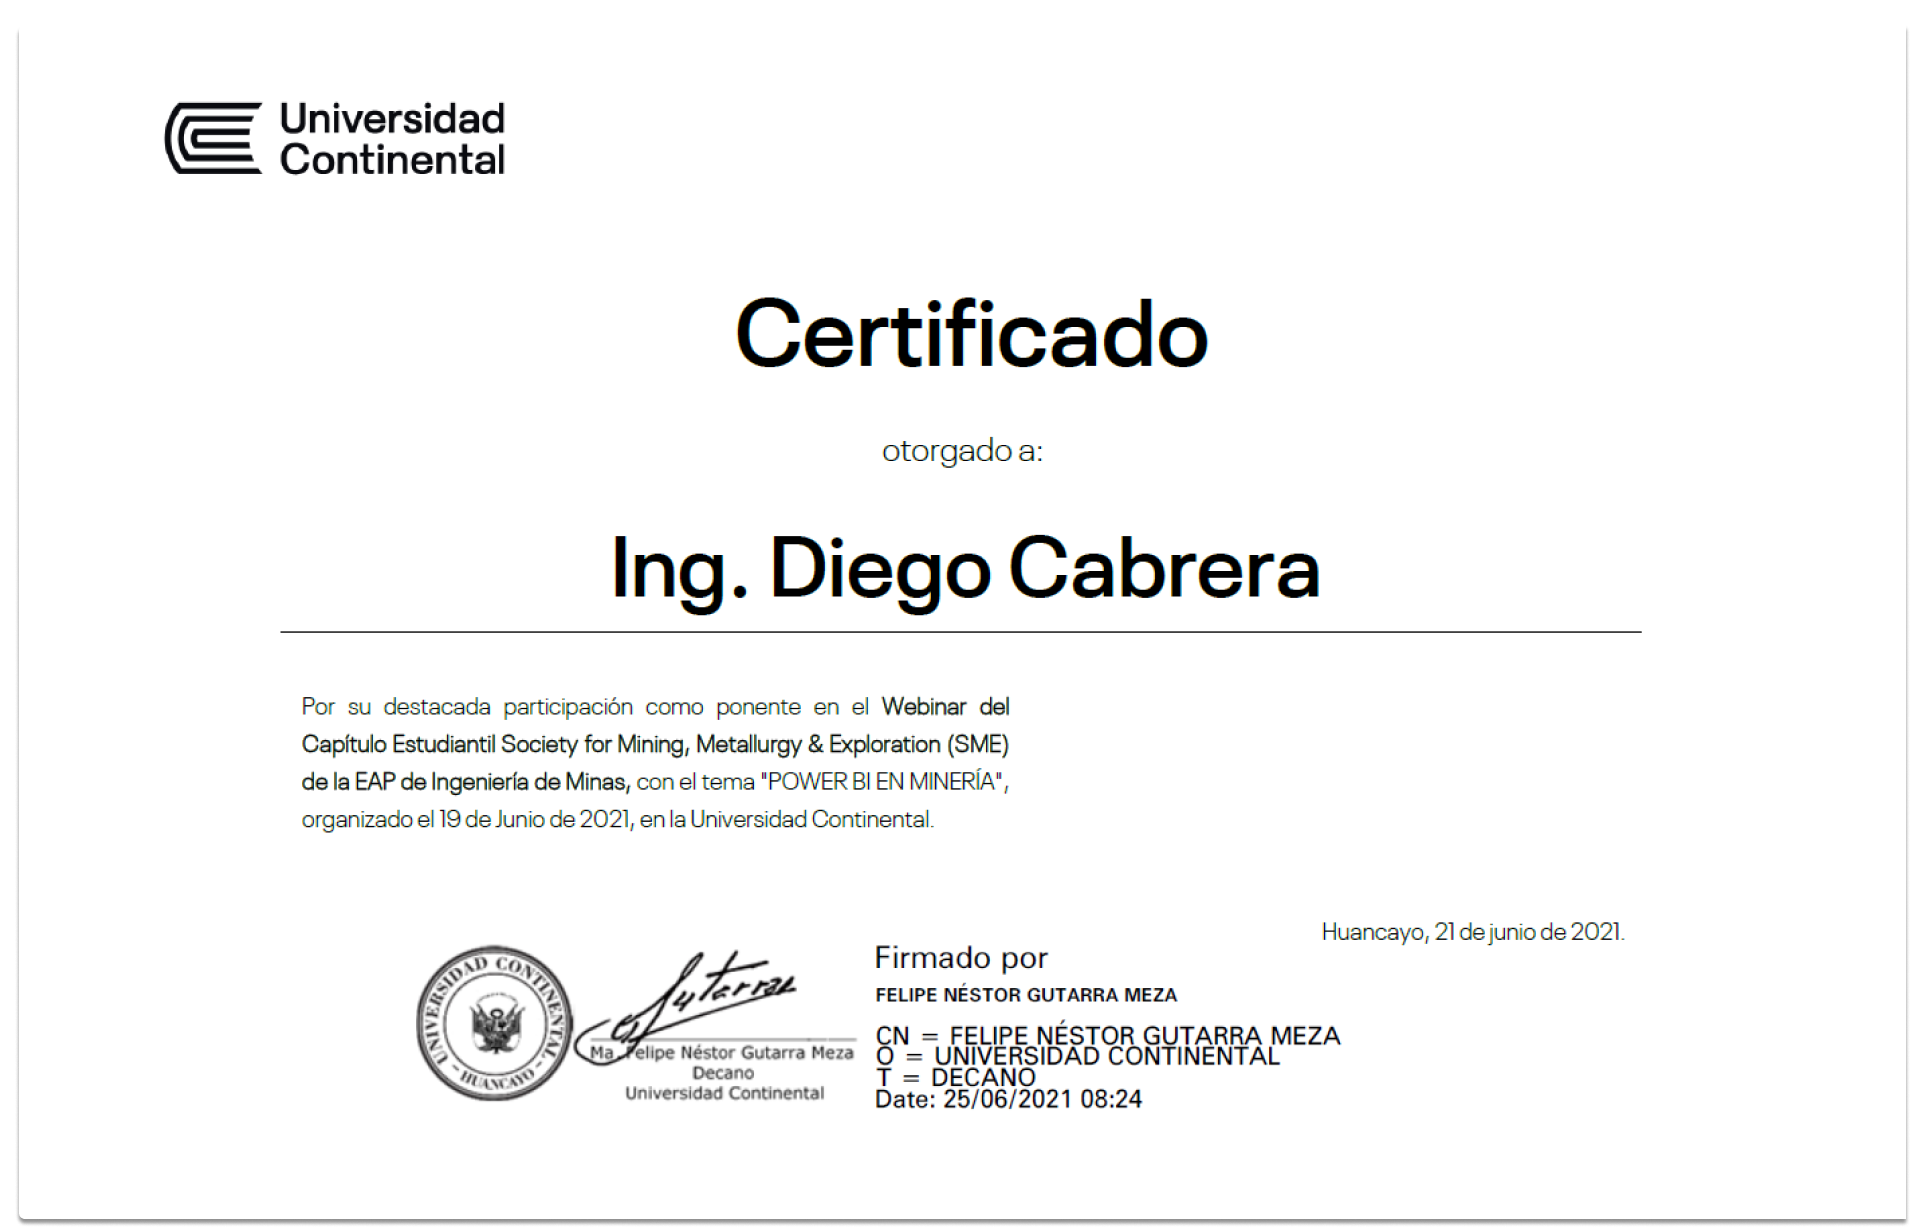 Universidad
Continental
Certificado
otorgado a:
Ing. Diego Cabrera
Por su destacada participación como ponente en el Webinar del
Capítulo Estudiantil Society for Mining, Metallurgy & Exploration (SME)
de la EAP de Ingeniería de Minas, con el tema "POWER BI EN MINERÍA",
organizado el 19 de Junio de 2021, en la Universidad Continental.
Huancayo, 21 de junio de 2021.
UNIVERSIDAD CONTINENTAL
- HUANCAYO -
Gutarra
Ma Felipe Néstor Gutarra Meza
Decano
Universidad Continental
Firmado por
FELIPE NÉSTOR GUTARRA MEZA
CN = FELIPE NÉSTOR GUTARRA MEZA
O = UNIVERSIDAD CONTINENTAL
T = DECANO
Date: 25/06/2021 08:24